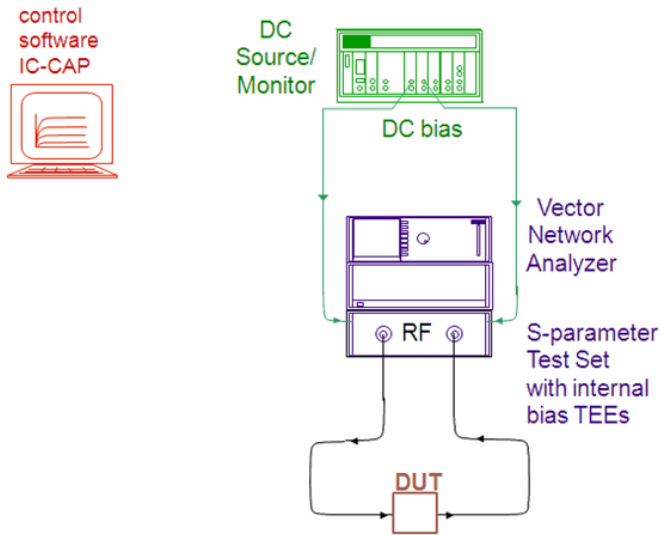 control
software
IC-CAP
DC
Source/
Monitor
DC bias
Vector
Network
Analyzer
RF
S-parameter
Test Set
with internal
bias TEEs
DUT